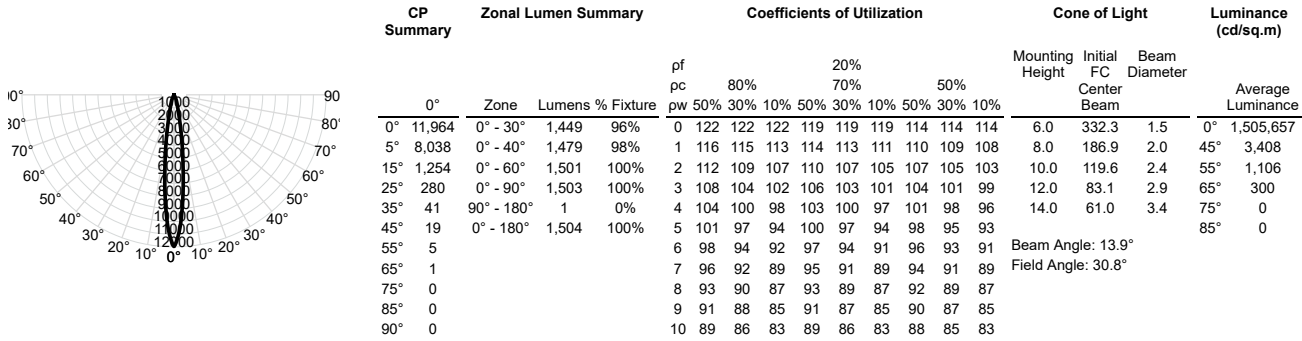 CP Summary Zonal Lumen Summary Coefficients of Utilization Cone of Light Luminance (cd/sq.m)
ρf 20% Mounting Height Initial FC Center Beam Beam Diameter
ρc 80% 70% 50%
0° Zone Lumens % Fixture ρw 50% 30% 10% 50% 30% 10% 50% 30% 10% Average Luminance
0° 11,964 0° - 30° 1,449 96% 0 122 122 122 119 119 119 114 114 114 6.0 332.3 1.5 0° 1,505,657
5° 8,038 0° - 40° 1,479 98% 1 116 115 113 114 113 111 110 109 108 8.0 186.9 2.0 45° 3,408
15° 1,254 0° - 60° 1,501 100% 2 112 109 107 110 107 105 107 105 103 10.0 119.6 2.4 55° 1,106
25° 280 0° - 90° 1,503 100% 3 108 104 102 106 103 101 104 101 99 12.0 83.1 2.9 65° 300
35° 41 90° - 180° 1 0% 4 104 100 98 103 100 97 101 98 96 14.0 61.0 3.4 75° 0
45° 19 0° - 180° 1,504 100% 5 101 97 94 100 97 94 98 95 93 85° 0
55° 5 6 98 94 92 97 94 91 96 93 91 Beam Angle: 13.9°
65° 1 7 96 92 89 95 91 89 94 91 89 Field Angle: 30.8°
75° 0 8 93 90 87 93 89 87 92 89 87
85° 0 9 91 88 85 91 87 85 90 87 85
90° 0 10 89 86 83 89 86 83 88 85 83
0° 1000 90
80° 2000 80°
3000
70° 4000 70°
5000
60° 6000 60°
7000
50° 8000 50°
9000
40° 10000 40°
30° 11000 30°
20° 10° 12000 10° 20°
0°